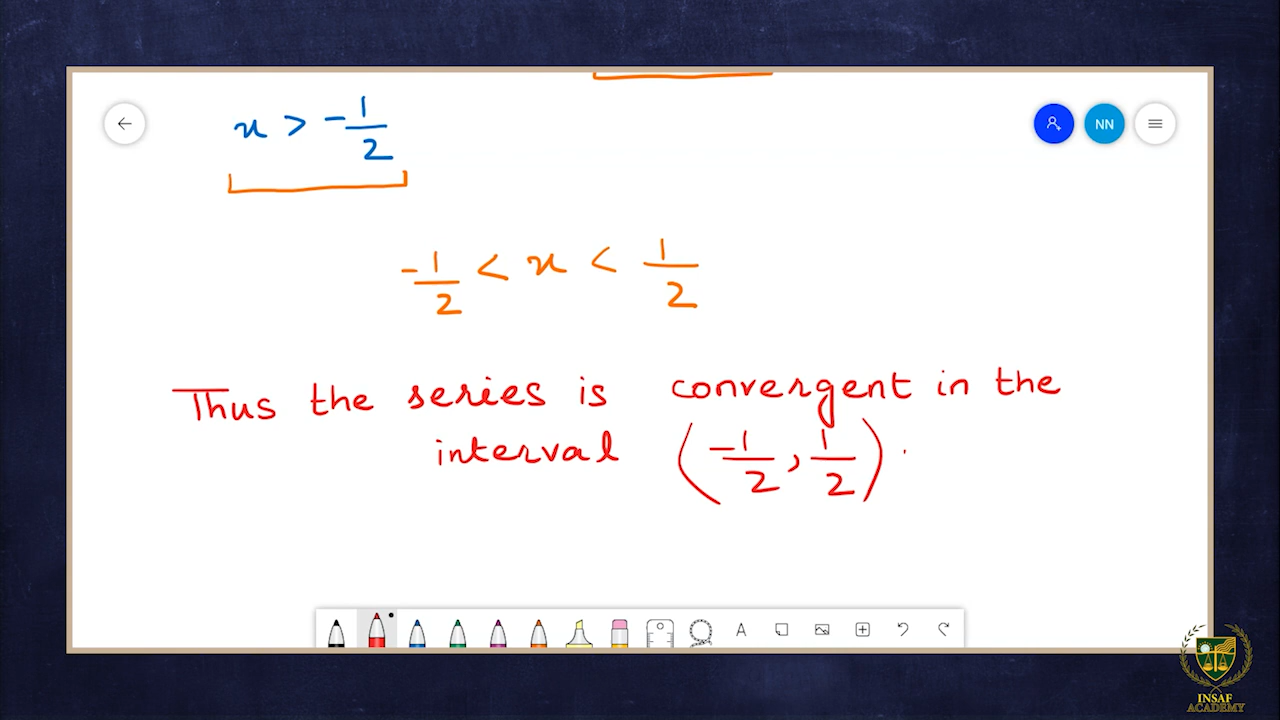 x > -1/2
NN
-1/2 < x < 1/2
Thus the series is convergent in the
interval (-1/2, 1/2).
A
INSAF
ACADEMY